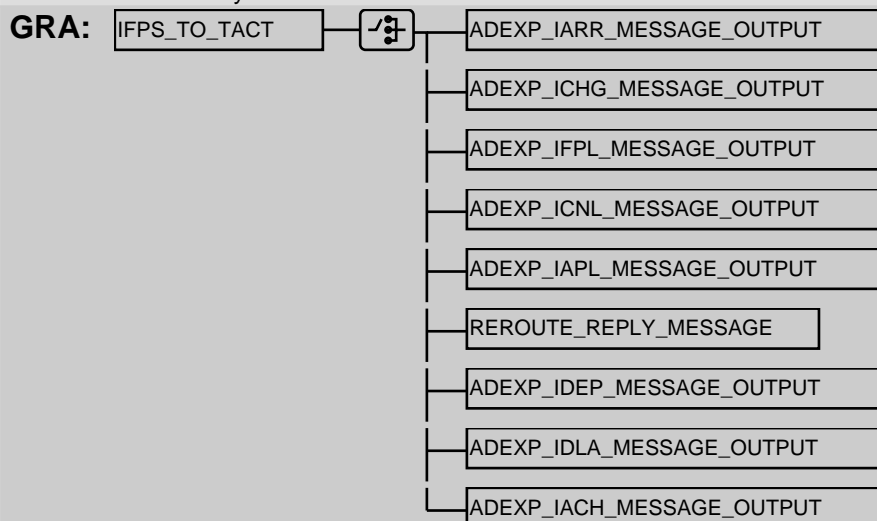 GRA: IFPS_TO_TACT ADEXP_IARR_MESSAGE_OUTPUT
ADEXP_ICHG_MESSAGE_OUTPUT
ADEXP_IFPL_MESSAGE_OUTPUT
ADEXP_ICNL_MESSAGE_OUTPUT
ADEXP_IAPL_MESSAGE_OUTPUT
REROUTE_REPLY_MESSAGE
ADEXP_IDEP_MESSAGE_OUTPUT
ADEXP_IDLA_MESSAGE_OUTPUT
ADEXP_IACH_MESSAGE_OUTPUT